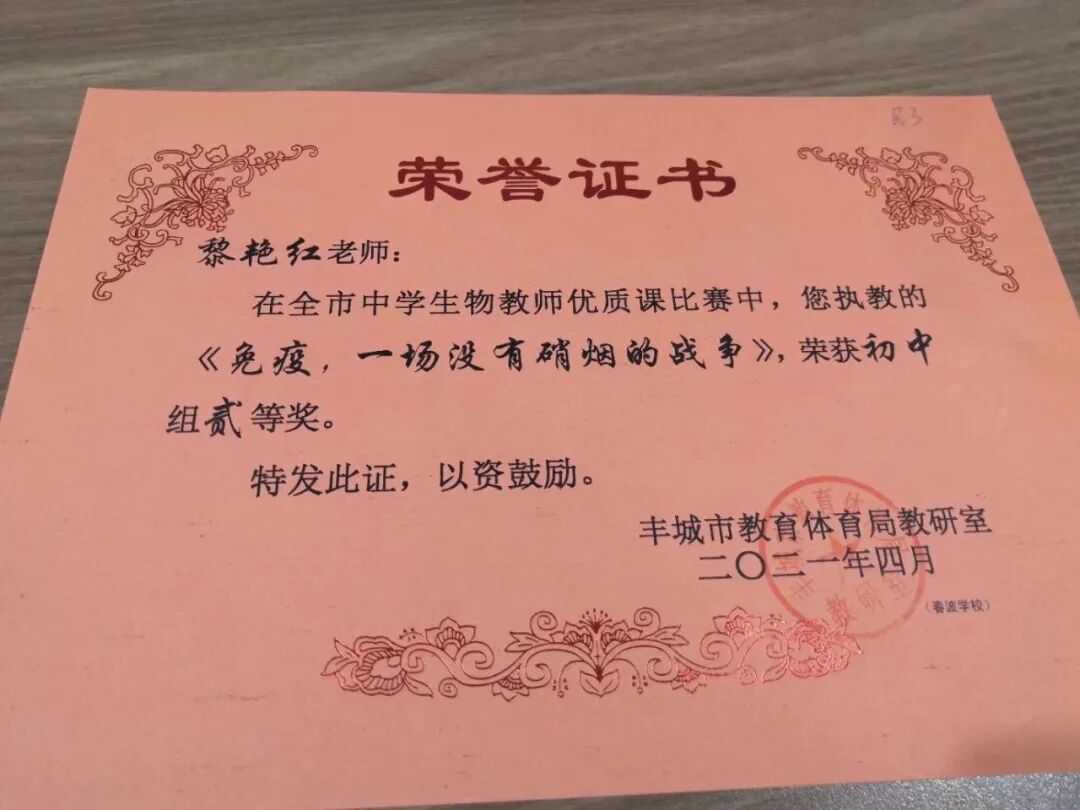 荣誉证书
黎艳红老师：
在全市中学生物教师优质课比赛中，您执教的
《免疫，一场没有硝烟的战争》，荣获初中
组贰等奖。
特发此证，以资鼓励。
丰城市教育体育局教研室
二〇二一年四月
（春波学校）